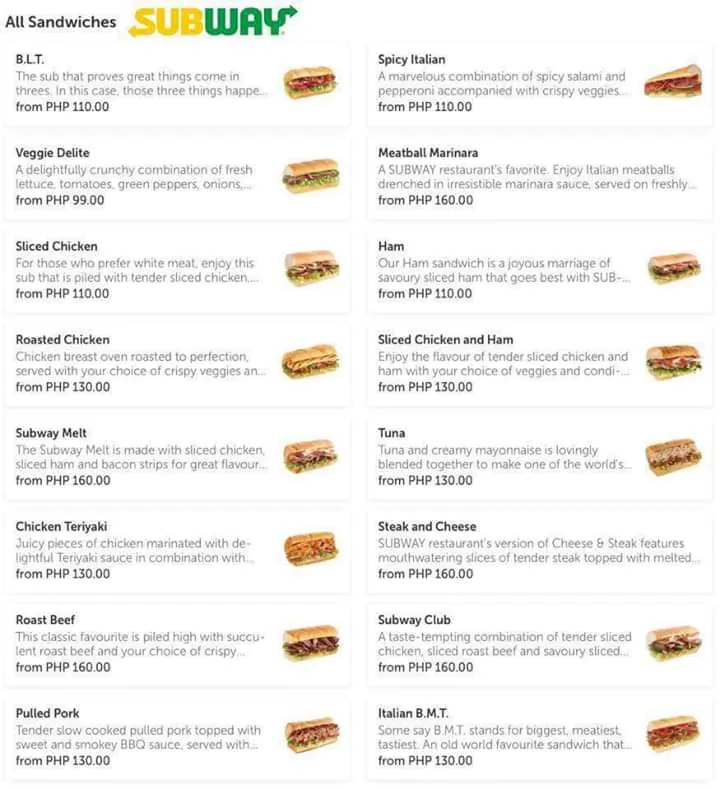 All Sandwiches SUBWAY
B.L.T.
The sub that proves great things come in
threes. In this case, those three things happe...
from PHP 110.00
Spicy Italian
A marvelous combination of spicy salami and
pepperoni accompanied with crispy veggies...
from PHP 110.00
Veggie Delite
A delightfully crunchy combination of fresh
lettuce, tomatoes, green peppers, onions,...
from PHP 99.00
Meatball Marinara
A SUBWAY restaurant's favorite. Enjoy Italian meatballs
drenched in irresistible marinara sauce, served on freshly...
from PHP 160.00
Sliced Chicken
For those who prefer white meat, enjoy this
sub that is piled with tender sliced chicken,...
from PHP 110.00
Ham
Our Ham sandwich is a joyous marriage of
savoury sliced ham that goes best with SUB-...
from PHP 110.00
Roasted Chicken
Chicken breast oven roasted to perfection,
served with your choice of crispy veggies an...
from PHP 130.00
Sliced Chicken and Ham
Enjoy the flavour of tender sliced chicken and
ham with your choice of veggies and condi-...
from PHP 130.00
Subway Melt
The Subway Melt is made with sliced chicken,
sliced ham and bacon strips for great flavour...
from PHP 160.00
Tuna
Tuna and creamy mayonnaise is lovingly
blended together to make one of the world's...
from PHP 130.00
Chicken Teriyaki
Juicy pieces of chicken marinated with de-
lightful Teriyaki sauce in combination with...
from PHP 130.00
Steak and Cheese
SUBWAY restaurant's version of Cheese & Steak features
mouthwatering slices of tender steak topped with melted...
from PHP 160.00
Roast Beef
This classic favourite is piled high with succu-
lent roast beef and your choice of crispy...
from PHP 160.00
Subway Club
A taste-tempting combination of tender sliced
chicken, sliced roast beef and savoury sliced...
from PHP 160.00
Pulled Pork
Tender slow cooked pulled pork topped with
sweet and smokey BBQ sauce, served with...
from PHP 130.00
Italian B.M.T.
Some say B.M.T. stands for biggest, meatiest,
tastiest. An old world favourite sandwich that...
from PHP 130.00